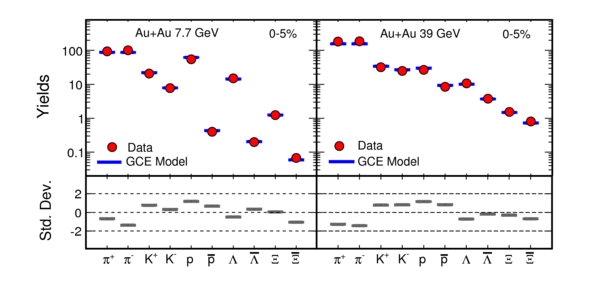 Au+Au 7.7 GeV 0-5%
Au+Au 39 GeV 0-5%
Yields
100
10
1
0.1
Data
GCE Model
Data
GCE Model
Std. Dev.
2
0
-2
π⁺ π⁻ K⁺ K⁻ p p̅ Λ Λ̅ Ξ Ξ̅
π⁺ π⁻ K⁺ K⁻ p p̅ Λ Λ̅ Ξ Ξ̅